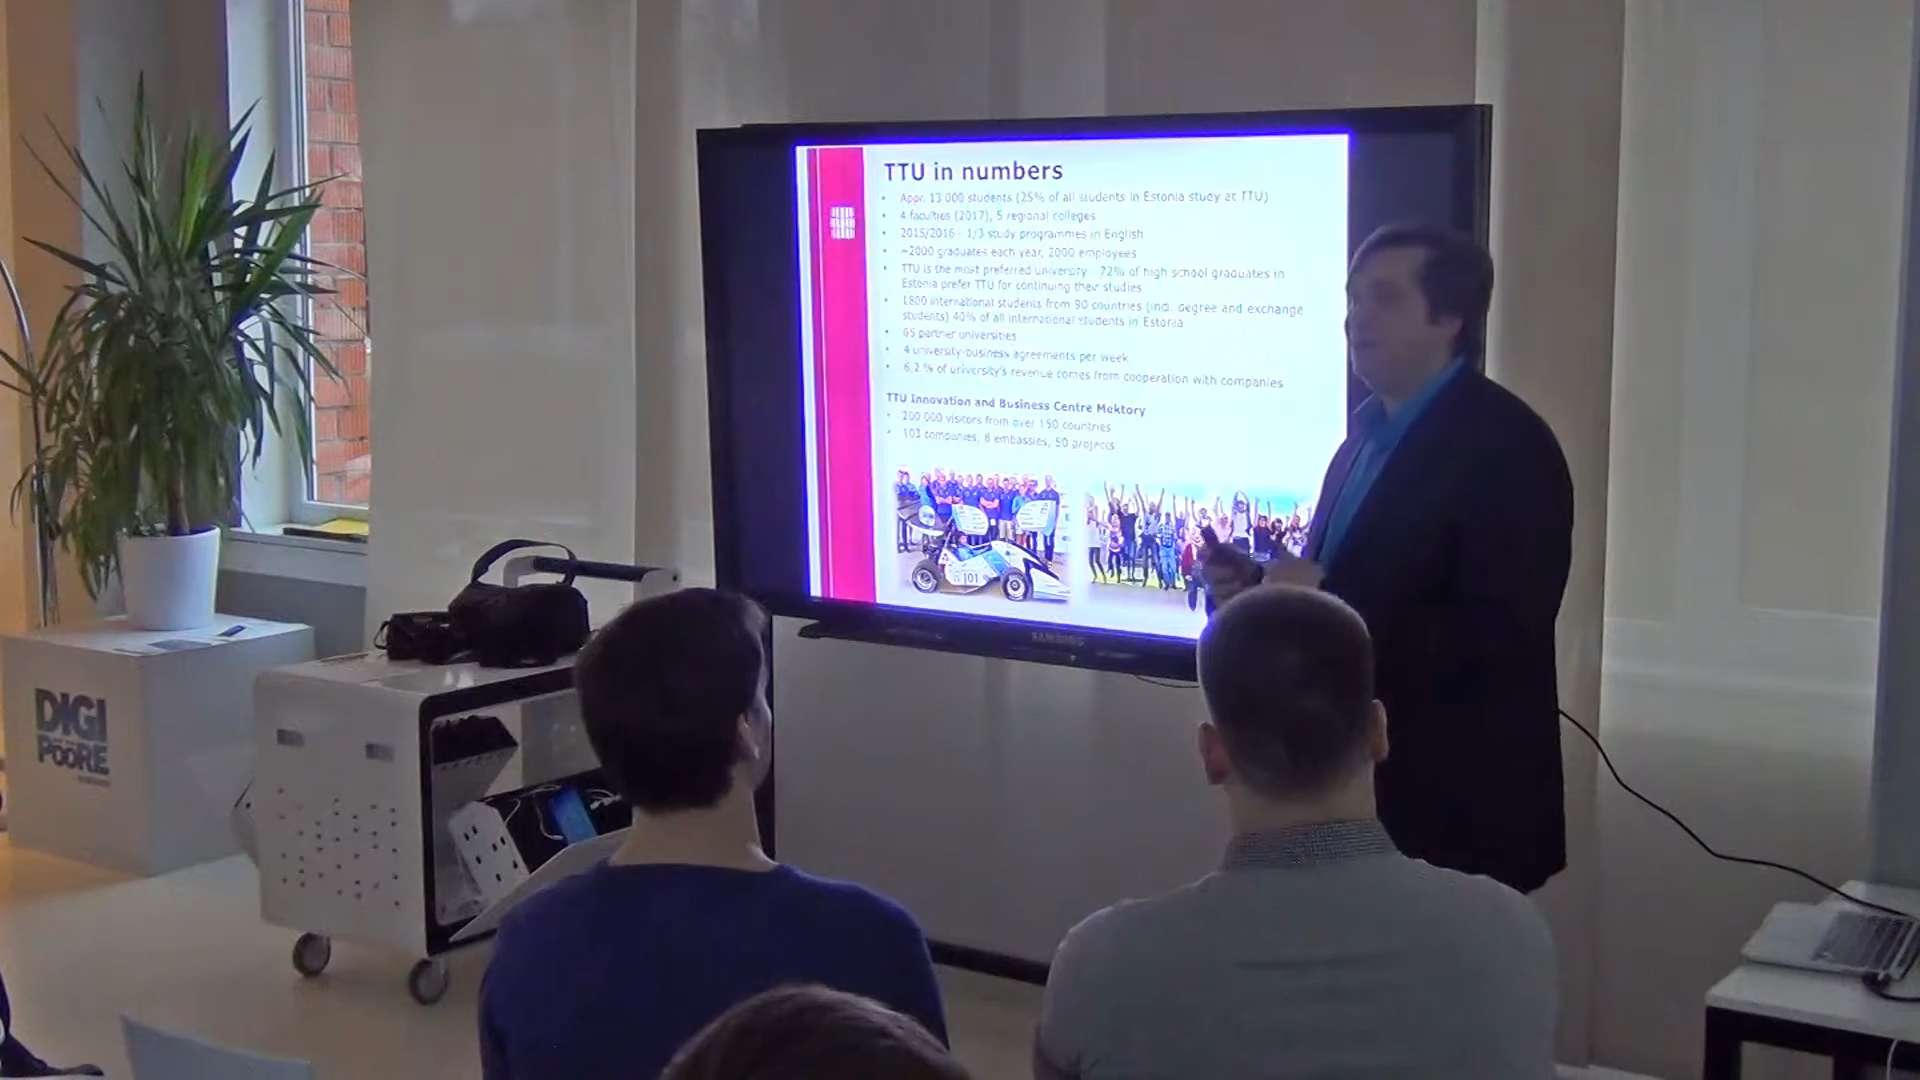 TTU in numbers
• Appr. 13 000 students (25% of all students in Estonia study at TTU)
• 4 faculties (2017), 5 regional colleges
• 2015/2016 - 1/3 study programmes in English
• ~2000 graduates each year, 2000 employees
• TTU is the most preferred university 72% of high school graduates in
Estonia prefer TTU for continuing their studies
• 1800 international students from 90 countries (incl. degree and exchange
students) 40% of all international students in Estonia
• 65 partner universities
• 4 university-business agreements per week
• 6,2 % of university's revenue comes from cooperation with companies
TTU Innovation and Business Centre Mektory
• 200 000 visitors from over 150 countries
• 103 companies, 8 embassies, 50 projects
101
SAMSUNG
DIGI
PÖÖRE